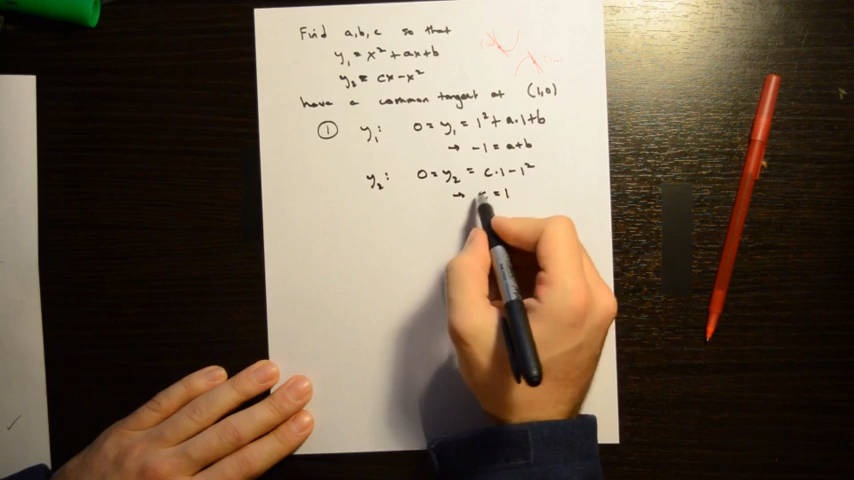 Find a,b,c so that
y₁ = x² + ax + b
y₂ = cx - x²
have a common tangent at (1,0)
① y₁: 0 = y₁ = 1² + a·1 + b
→ -1 = a+b
y₂: 0 = y₂ = c·1 - 1²
→ c = 1